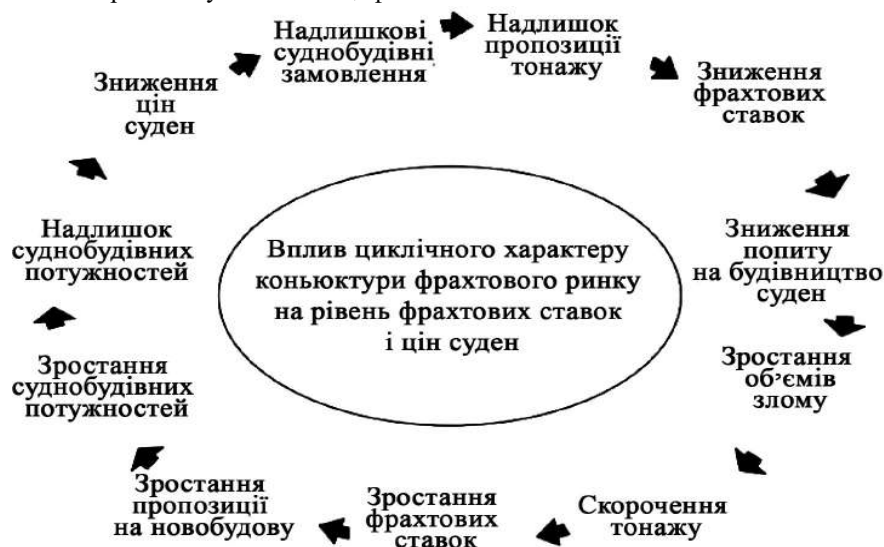 Надлишкові
суднобудівні
замовлення
Надлишок
пропозиції
тонажу
Зниження
фрахтових
ставок
Зниження
попиту
на будівництво
суден
Зростання
об’ємів
злому
Скорочення
тонажу
Зростання
фрахтових
ставок
Зростання
пропозиції
на новобудову
Зростання
суднобудівних
потужностей
Надлишок
суднобудівних
потужностей
Зниження
цін
суден
Вплив циклічного характеру
коньюктури фрахтового ринку
на рівень фрахтових ставок
і цін суден